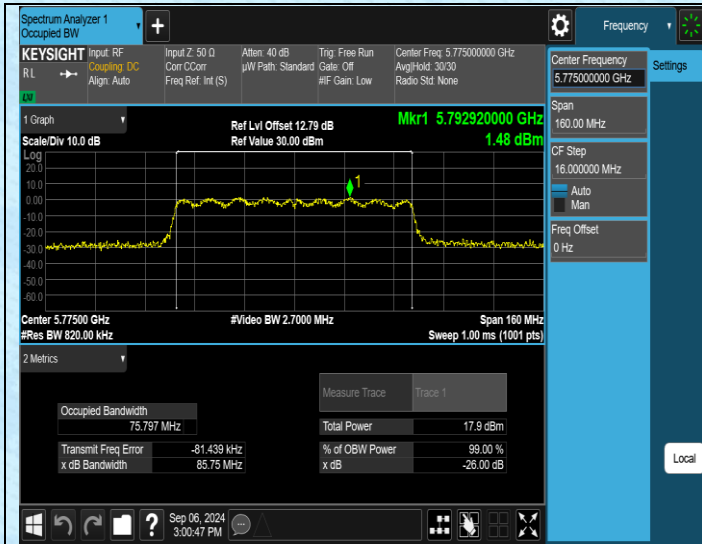 Spectrum Analyzer 1
Occupied BW
Frequency
KEYSIGHT
RL
LXI
Input: RF
Coupling: DC
Align: Auto
Input Z: 50 Ω
Corr CCorr
Freq Ref: Int (S)
Atten: 40 dB
µW Path: Standard
Trig: Free Run
Gate: Off
#IF Gain: Low
Center Freq: 5.775000000 GHz
Avg|Hold: 30/30
Radio Std: None
1 Graph
Scale/Div 10.0 dB
Ref Lvl Offset 12.79 dB
Ref Value 30.00 dBm
Mkr1 5.792920000 GHz
1.48 dBm
Log
20.0
10.0
0.00
-10.0
-20.0
-30.0
-40.0
-50.0
-60.0
1
Center 5.77500 GHz
#Res BW 820.00 kHz
#Video BW 2.7000 MHz
Span 160 MHz
Sweep 1.00 ms (1001 pts)
2 Metrics
Measure Trace Trace 1
Occupied Bandwidth
75.797 MHz
Total Power 17.9 dBm
Transmit Freq Error -81.439 kHz
% of OBW Power 99.00 %
x dB Bandwidth 85.75 MHz
x dB -26.00 dB
Center Frequency
5.775000000 GHz
Settings
Span
160.00 MHz
CF Step
16.000000 MHz
Auto
Man
Freq Offset
0 Hz
Local
?
Sep 06, 2024
3:00:47 PM